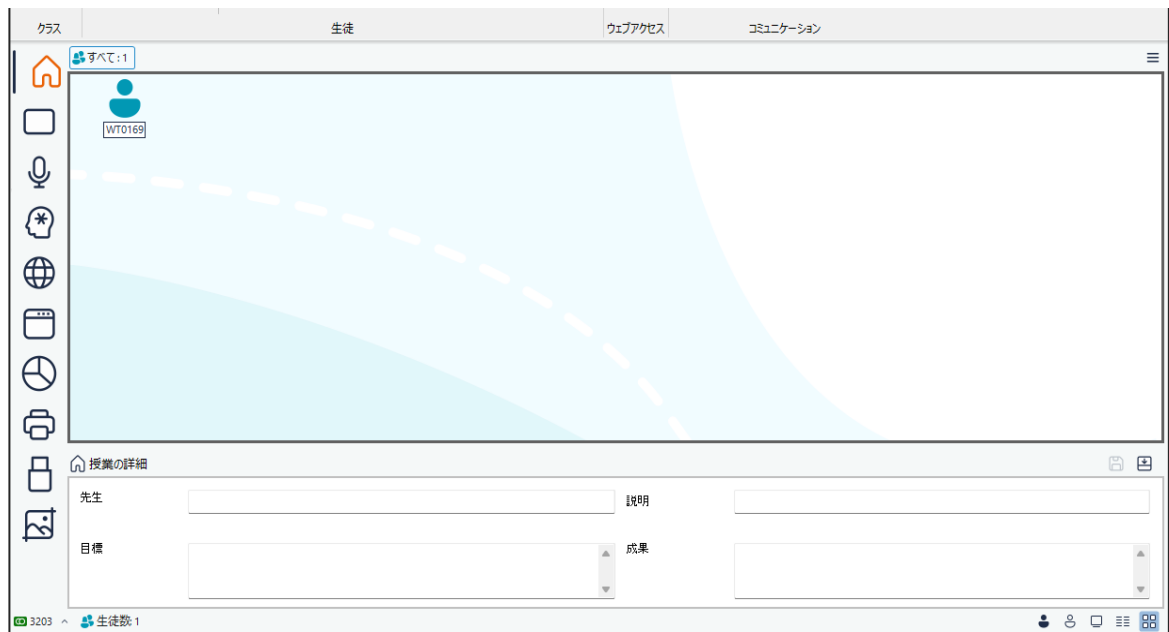 クラス
生徒
ウェブアクセス
コミュニケーション
すべて:1
WT0169
授業の詳細
先生
説明
目標
成果
3203
生徒数: 1